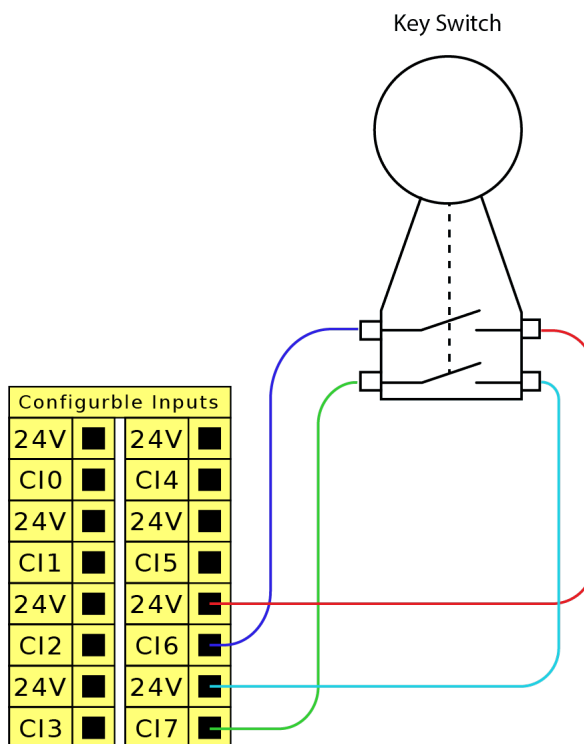 Key Switch
Configurble Inputs
24V 24V
CI0 CI4
24V 24V
CI1 CI5
24V 24V
CI2 CI6
24V 24V
CI3 CI7